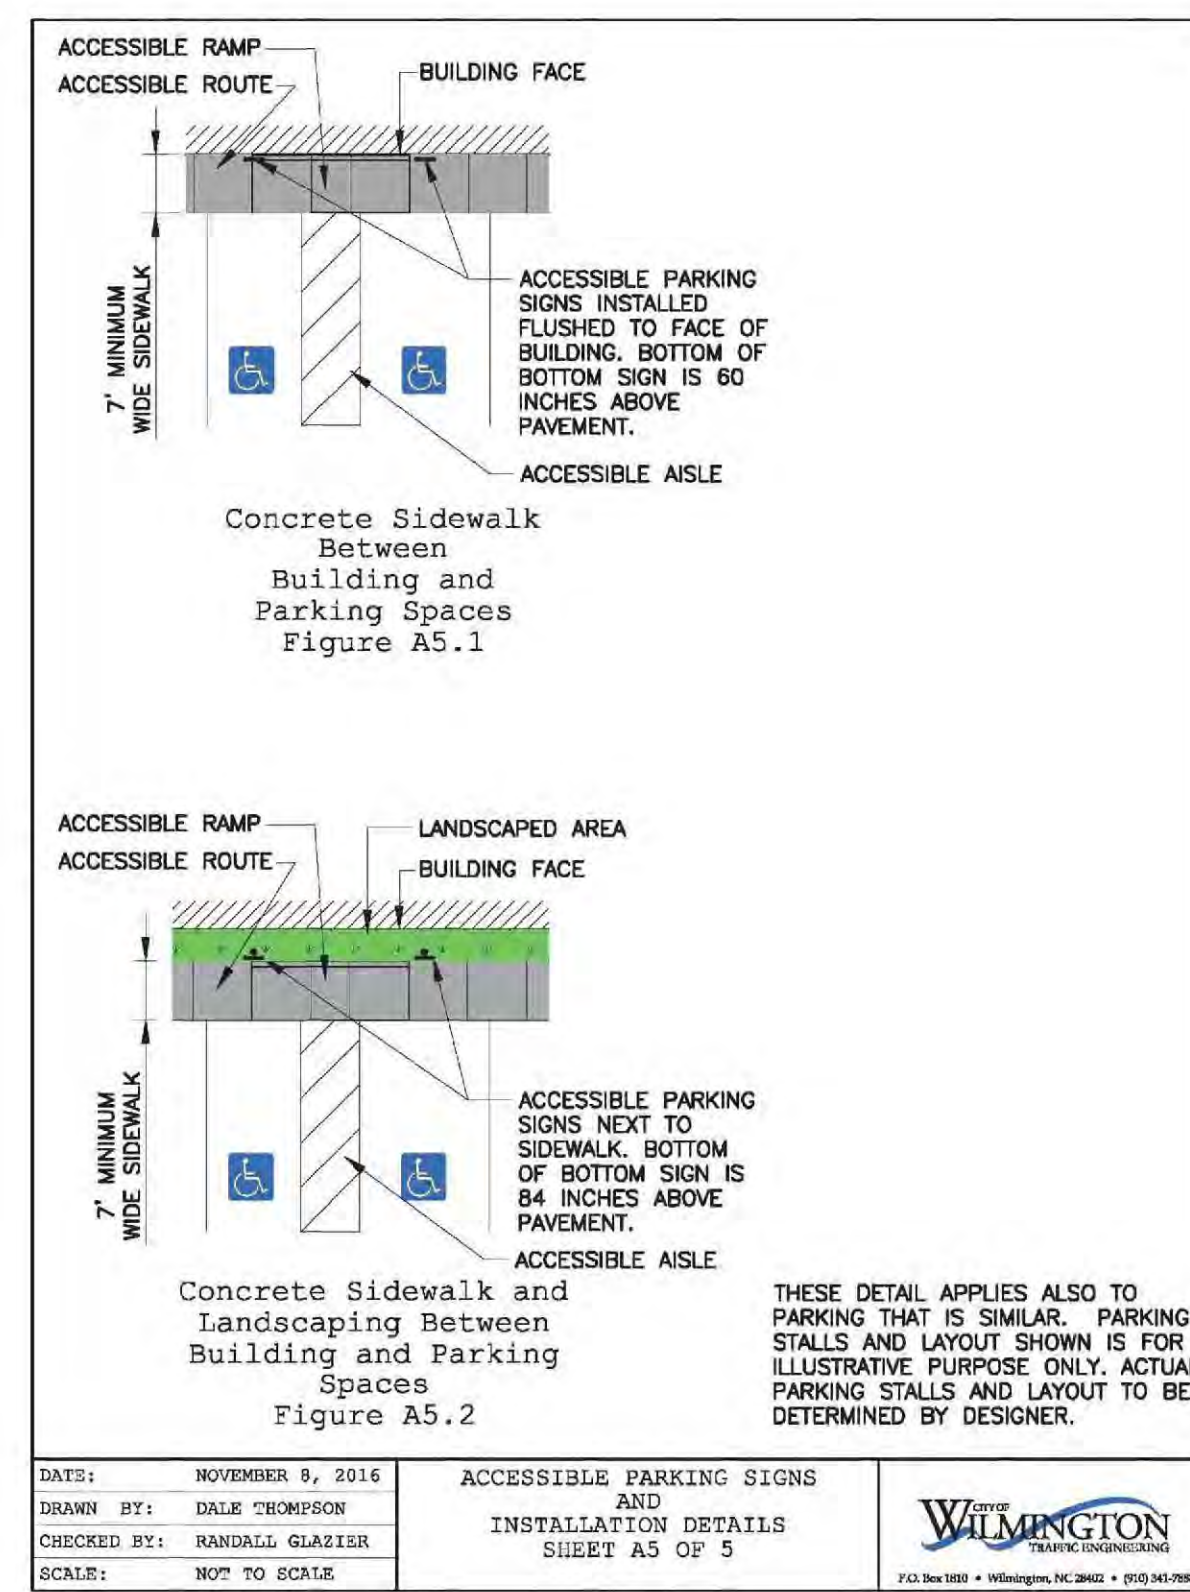 ACCESSIBLE RAMP
ACCESSIBLE ROUTE
BUILDING FACE
7' MINIMUM
WIDE SIDEWALK
ACCESSIBLE PARKING
SIGNS INSTALLED
FLUSHED TO FACE OF
BUILDING. BOTTOM OF
BOTTOM SIGN IS 60
INCHES ABOVE
PAVEMENT.
ACCESSIBLE AISLE
Concrete Sidewalk
Between
Building and
Parking Spaces
Figure A5.1
ACCESSIBLE RAMP
ACCESSIBLE ROUTE
LANDSCAPED AREA
BUILDING FACE
7' MINIMUM
WIDE SIDEWALK
ACCESSIBLE PARKING
SIGNS NEXT TO
SIDEWALK. BOTTOM
OF BOTTOM SIGN IS
84 INCHES ABOVE
PAVEMENT.
ACCESSIBLE AISLE
Concrete Sidewalk and
Landscaping Between
Building and Parking
Spaces
Figure A5.2
THESE DETAIL APPLIES ALSO TO
PARKING THAT IS SIMILAR. PARKING
STALLS AND LAYOUT SHOWN IS FOR
ILLUSTRATIVE PURPOSE ONLY. ACTUAL
PARKING STALLS AND LAYOUT TO BE
DETERMINED BY DESIGNER.
DATE: NOVEMBER 8, 2016
DRAWN BY: DALE THOMPSON
CHECKED BY: RANDALL GLAZIER
SCALE: NOT TO SCALE
ACCESSIBLE PARKING SIGNS
AND
INSTALLATION DETAILS
SHEET A5 OF 5
CITY OF
WILMINGTON
TRAFFIC ENGINEERING
P.O. Box 1810 • Wilmington, NC 28402 • (910)